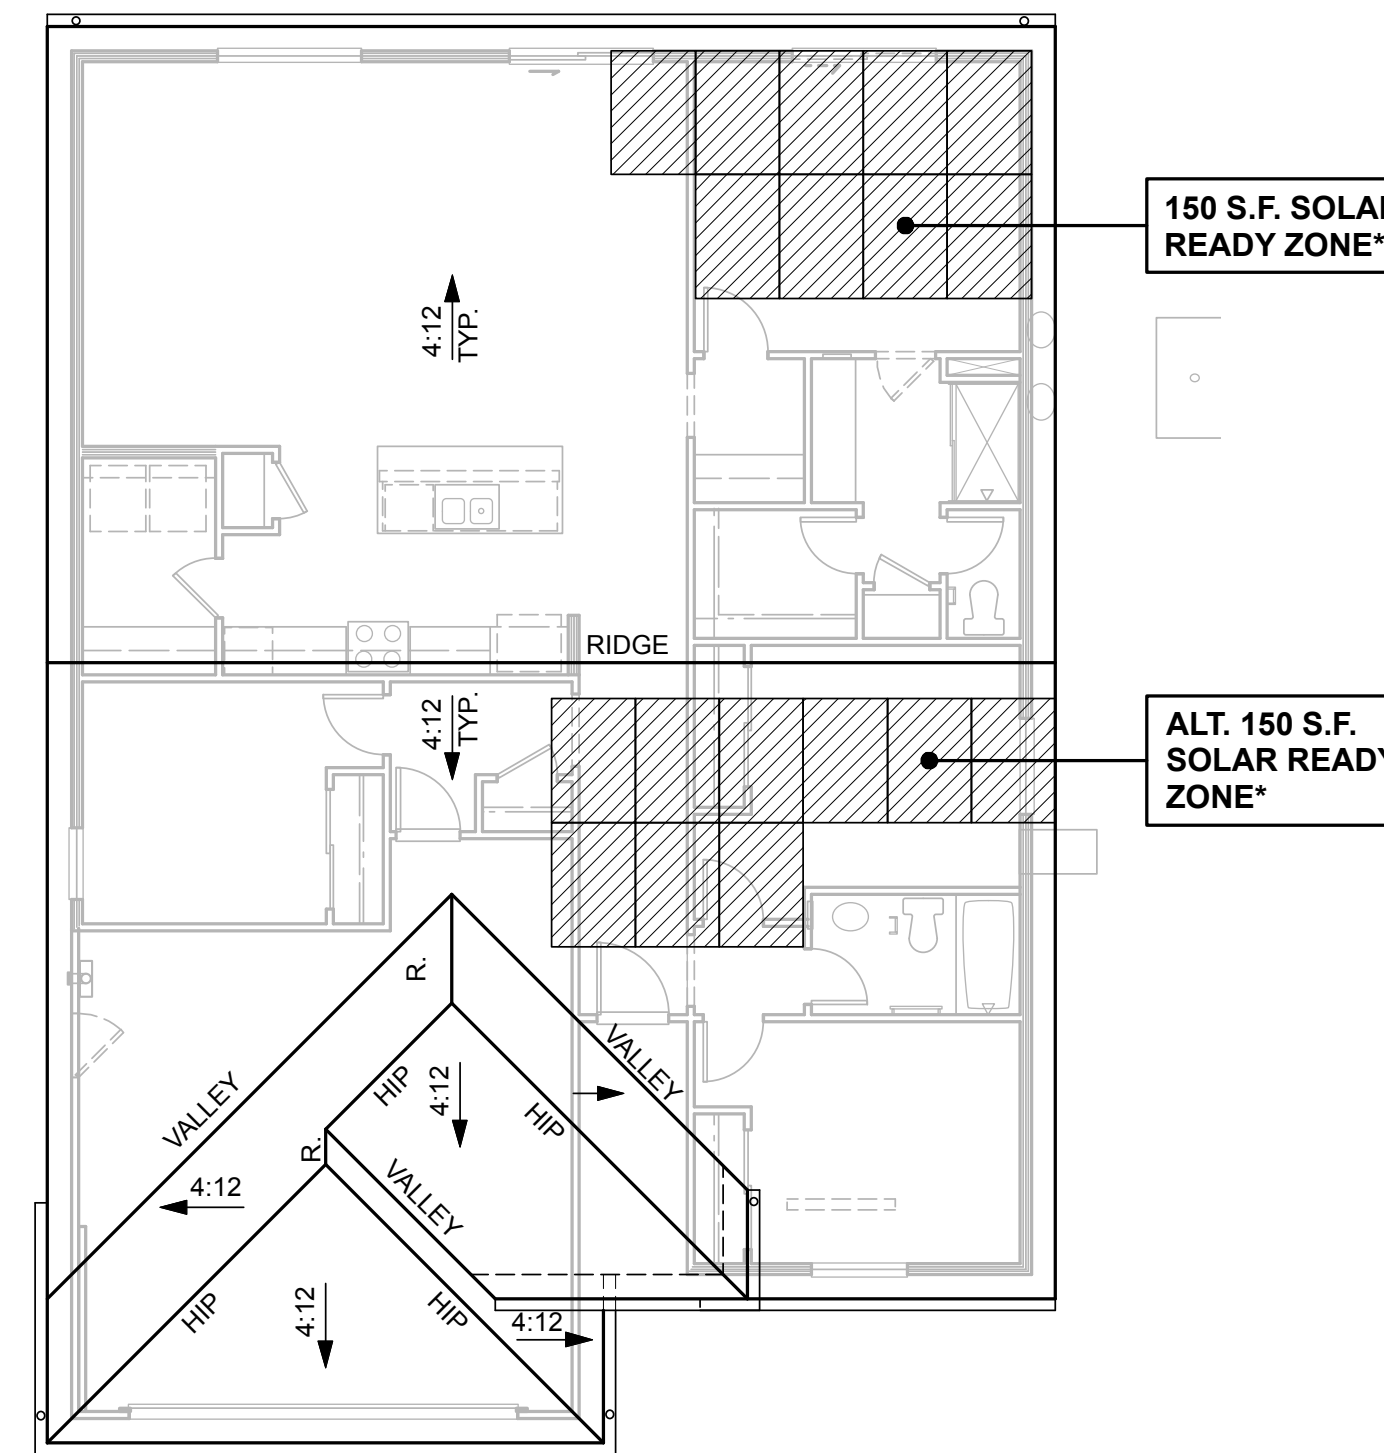 150 S.F. SOLAR
READY ZONE*
4:12
TYP.
RIDGE
4:12
TYP.
ALT. 150 S.F.
SOLAR READY
ZONE*
R.
VALLEY
HIP
4:12
HIP
VALLEY
R.
VALLEY
4:12
HIP
4:12
HIP
4:12